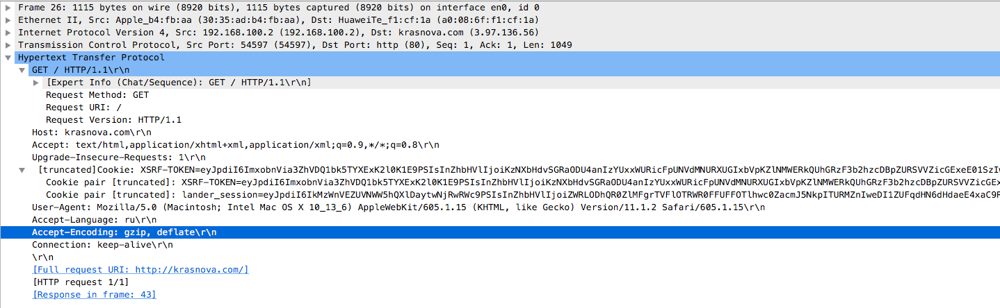 Frame 26: 1115 bytes on wire (8920 bits), 1115 bytes captured (8920 bits) on interface en0, id 0
Ethernet II, Src: Apple_b4:fb:aa (30:35:ad:b4:fb:aa), Dst: HuaweiTe_f1:cf:1a (a0:08:6f:f1:cf:1a)
Internet Protocol Version 4, Src: 192.168.100.2 (192.168.100.2), Dst: krasnova.com (3.97.136.56)
Transmission Control Protocol, Src Port: 54597 (54597), Dst Port: http (80), Seq: 1, Ack: 1, Len: 1049
Hypertext Transfer Protocol
GET / HTTP/1.1\r\n
[Expert Info (Chat/Sequence): GET / HTTP/1.1\r\n]
Request Method: GET
Request URI: /
Request Version: HTTP/1.1
Host: krasnova.com\r\n
Accept: text/html,application/xhtml+xml,application/xml;q=0.9,*/*;q=0.8\r\n
Upgrade-Insecure-Requests: 1\r\n
[truncated]Cookie: XSRF-TOKEN=
Cookie pair [truncated]: XSRF-TOKEN=
Cookie pair [truncated]: lander_session=
User-Agent: Mozilla/5.0 (Macintosh; Intel Mac OS X 10_13_6) AppleWebKit/605.1.15 (KHTML, like Gecko) Version/11.1.2 Safari/605.1.15\r\n
Accept-Language: ru\r\n
Accept-Encoding: gzip, deflate\r\n
Connection: keep-alive\r\n
\r\n
[Full request URI: http://krasnova.com/]
[HTTP request 1/1]
[Response in frame: 43]